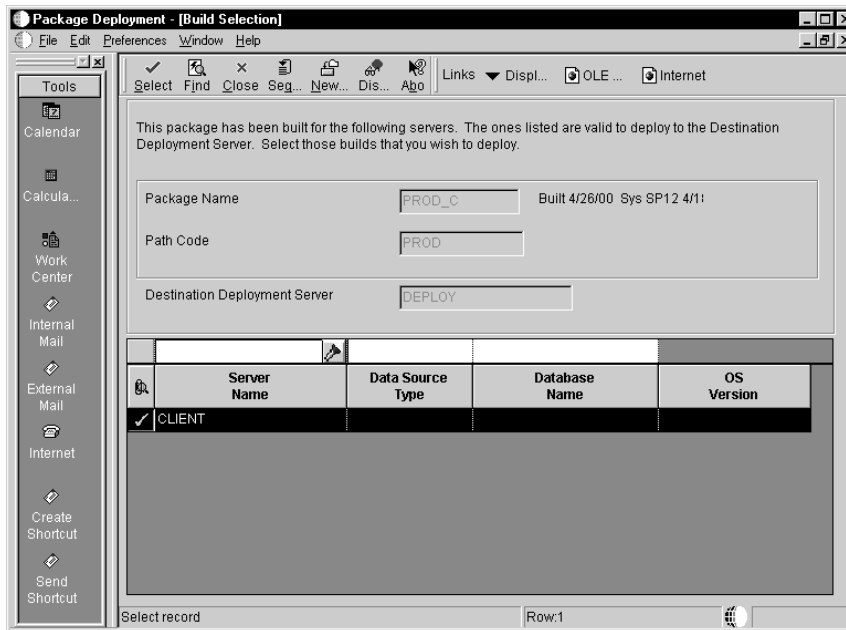 Package Deployment - [Build Selection]
File Edit Preferences Window Help
Tools
Calendar
Calcula...
Work
Center
Internal
Mail
External
Mail
Internet
Create
Shortcut
Send
Shortcut
Select Find Close Seq... New... Dis... Abo Links Displ... OLE ... Internet
This package has been built for the following servers. The ones listed are valid to deploy to the Destination
Deployment Server. Select those builds that you wish to deploy.
Package Name PROD_C Built 4/26/00 Sys SP12 4/1
Path Code PROD
Destination Deployment Server DEPLOY
Server
Name
Data Source
Type
Database
Name
OS
Version
CLIENT
Select record Row:1